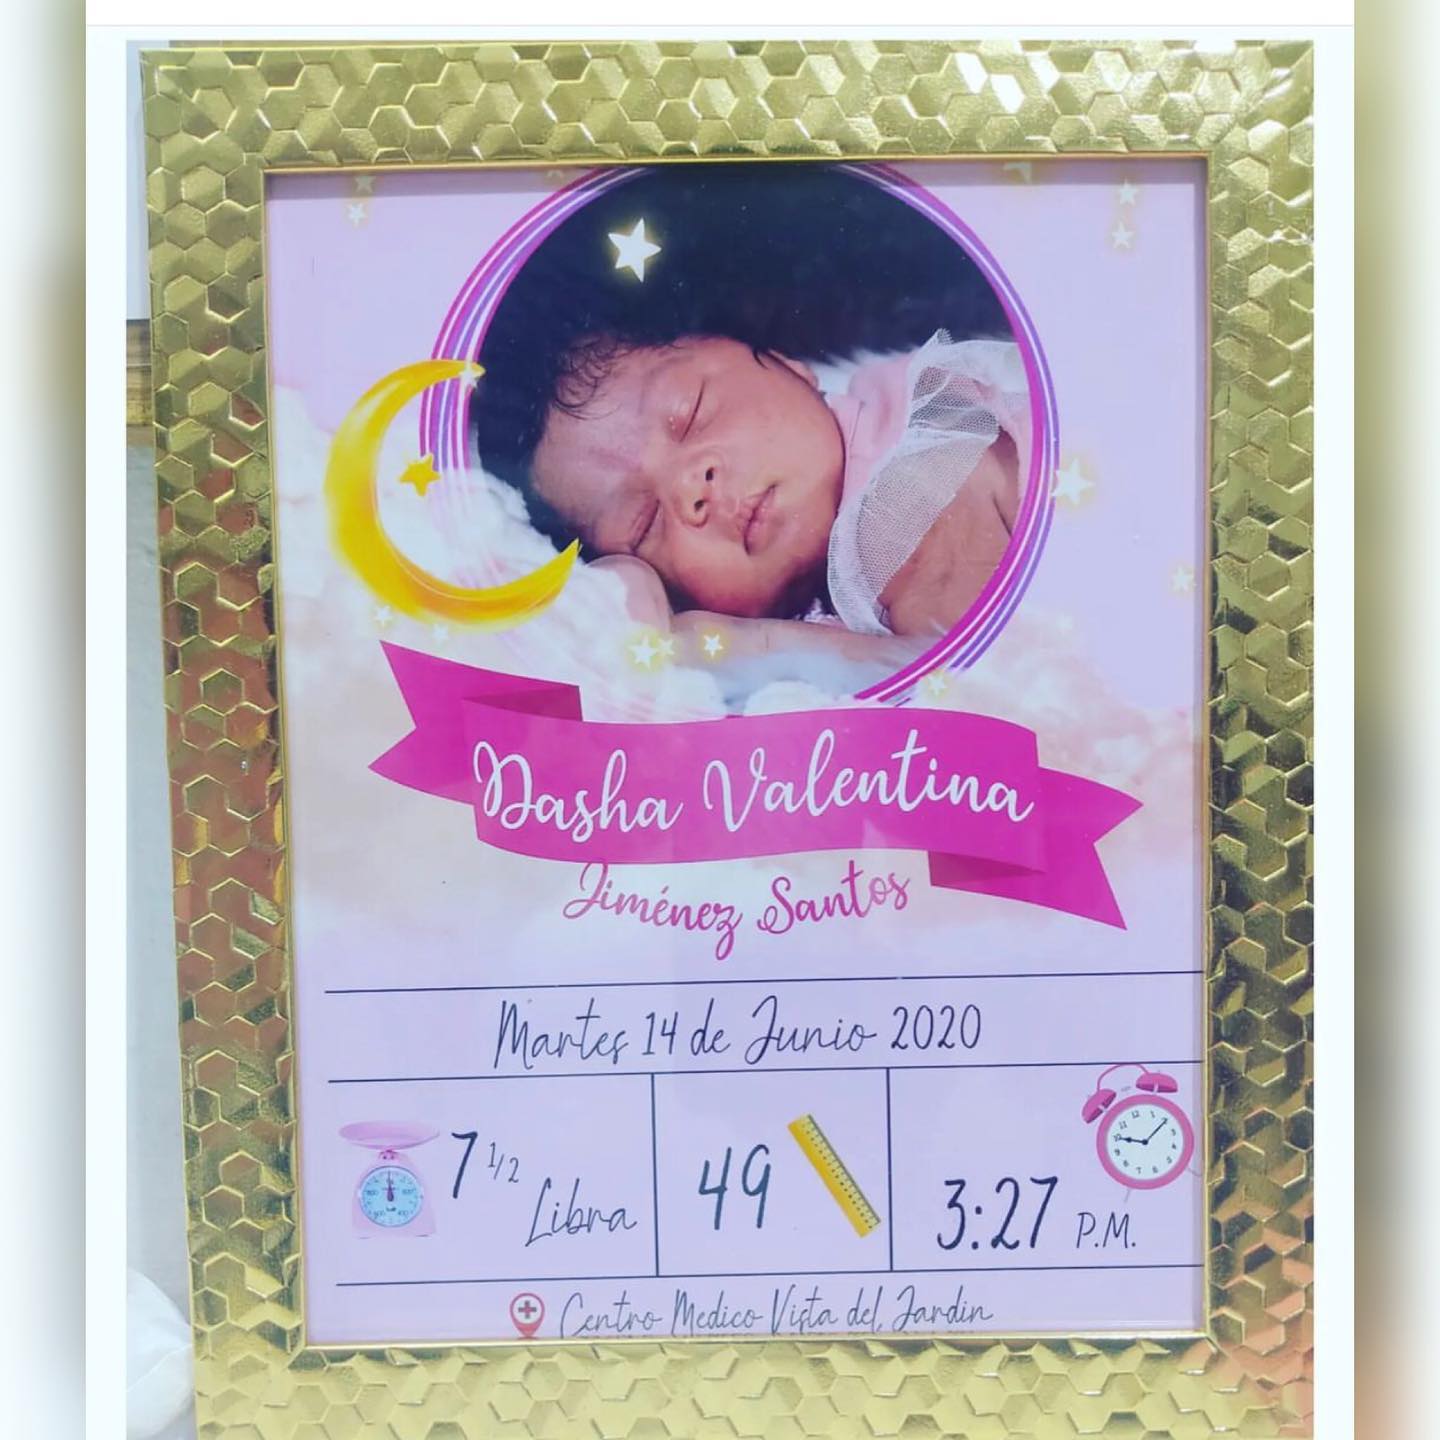 Dasha Valentina
Jiménez Santos
Martes 14 de Junio 2020
7 1/2 Libra
49
3:27 P.M.
Centro Medico Vista del Jardin